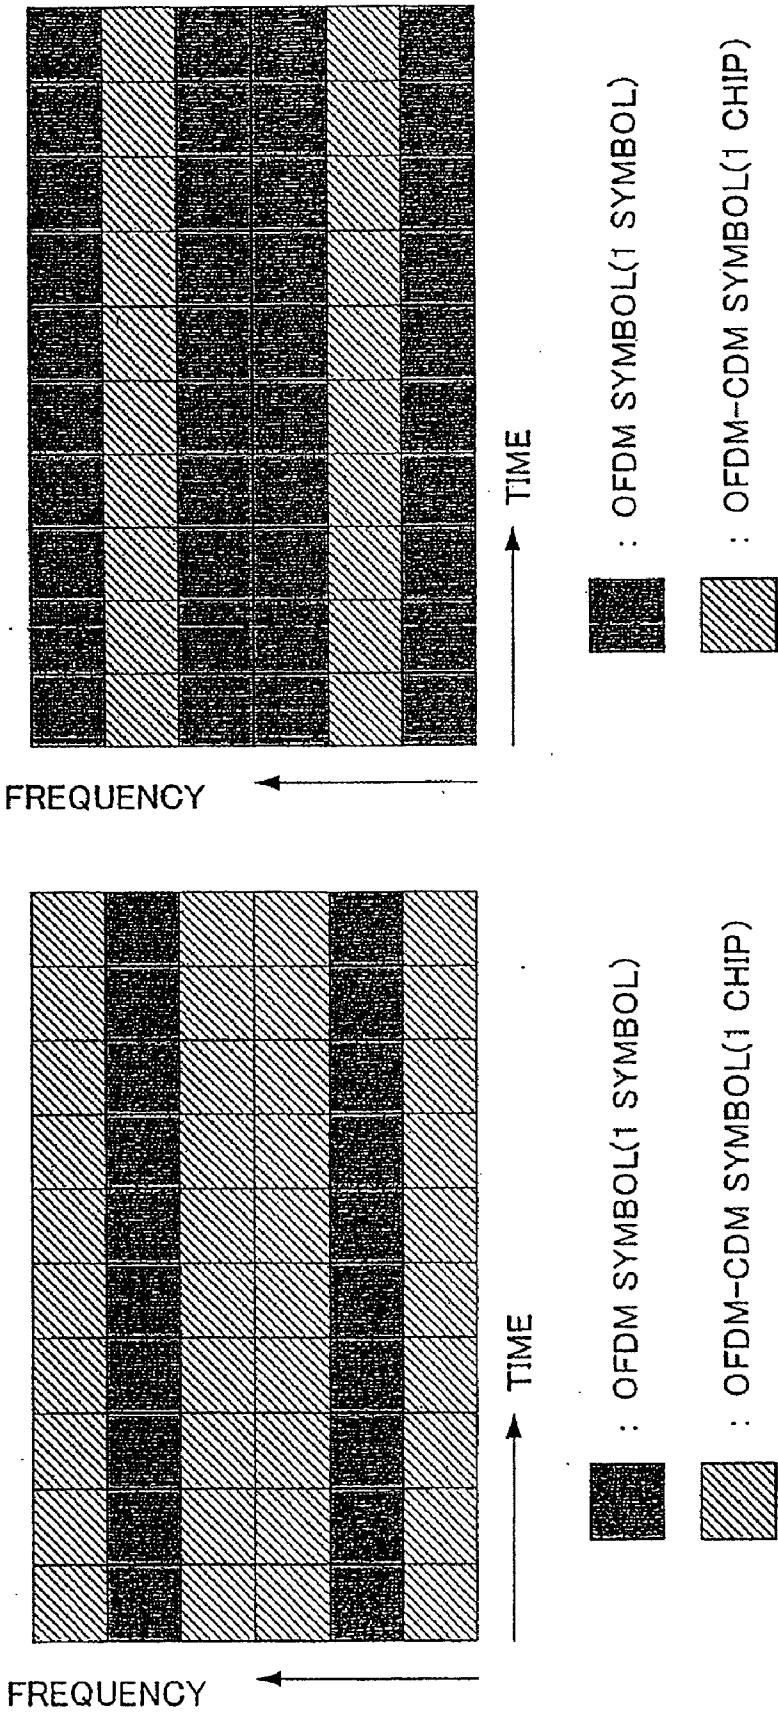 FREQUENCY
TIME
: OFDM SYMBOL(1 SYMBOL)
: OFDM-CDM SYMBOL(1 CHIP)
FREQUENCY
TIME
: OFDM SYMBOL(1 SYMBOL)
: OFDM-CDM SYMBOL(1 CHIP)